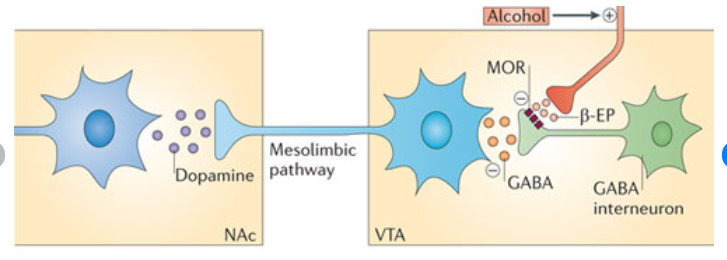 Alcohol
+
MOR
−
β-EP
Mesolimbic
pathway
Dopamine
−
GABA
GABA
interneuron
NAc
VTA